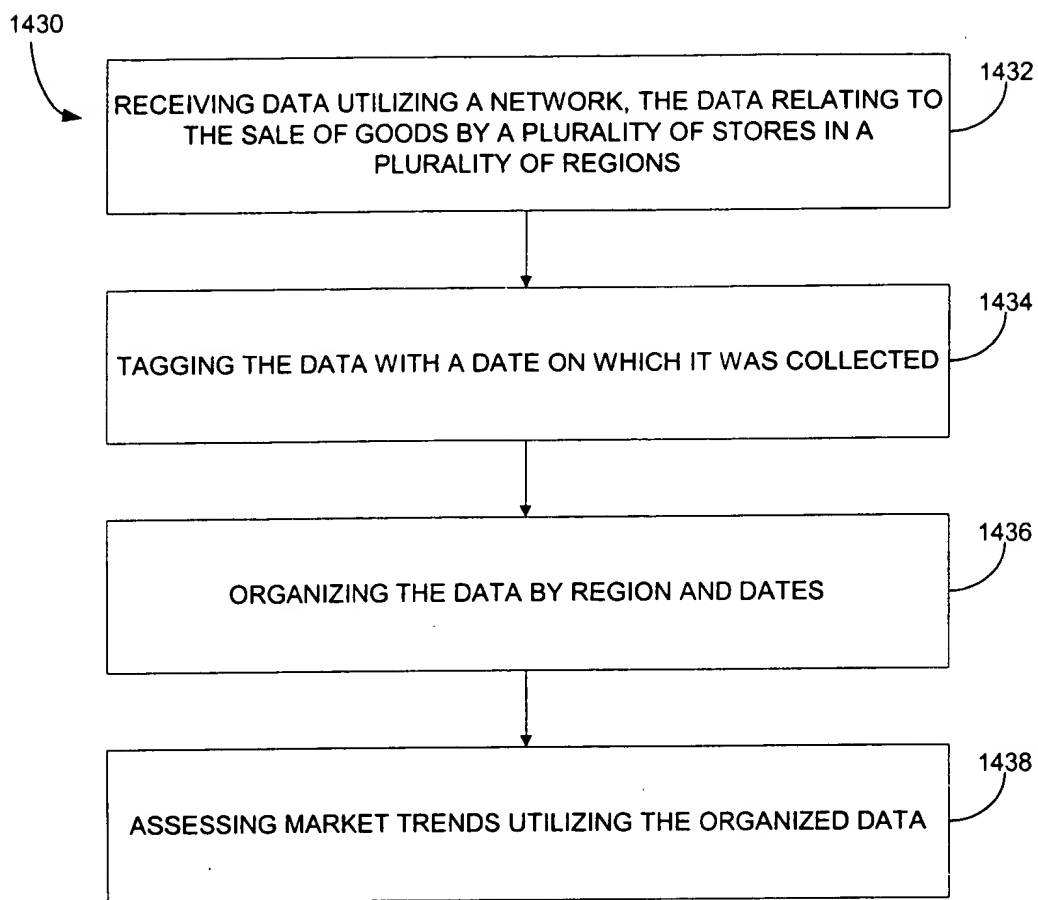 1430
1432
RECEIVING DATA UTILIZING A NETWORK, THE DATA RELATING TO
THE SALE OF GOODS BY A PLURALITY OF STORES IN A
PLURALITY OF REGIONS
1434
TAGGING THE DATA WITH A DATE ON WHICH IT WAS COLLECTED
1436
ORGANIZING THE DATA BY REGION AND DATES
1438
ASSESSING MARKET TRENDS UTILIZING THE ORGANIZED DATA